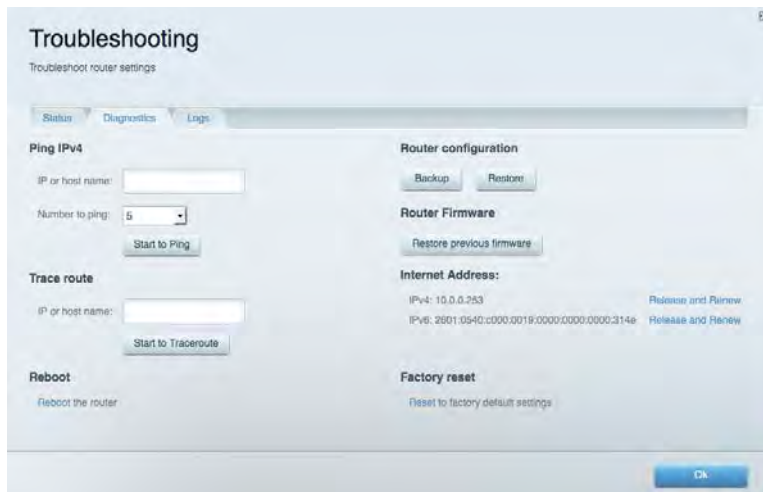 Troubleshooting
Troubleshoot router settings
Status
Diagnostics
Logs
Ping IPv4
IP or host name:
Number to ping: 5
Start to Ping
Trace route
IP or host name:
Start to Traceroute
Reboot
Reboot the router
Router configuration
Backup
Restore
Router Firmware
Restore previous firmware
Internet Address:
IPv4: 10.0.0.253 Release and Renew
IPv6: 2601:0540:c000:0019:0000:0000:0000:314e Release and Renew
Factory reset
Reset to factory default settings
Ok